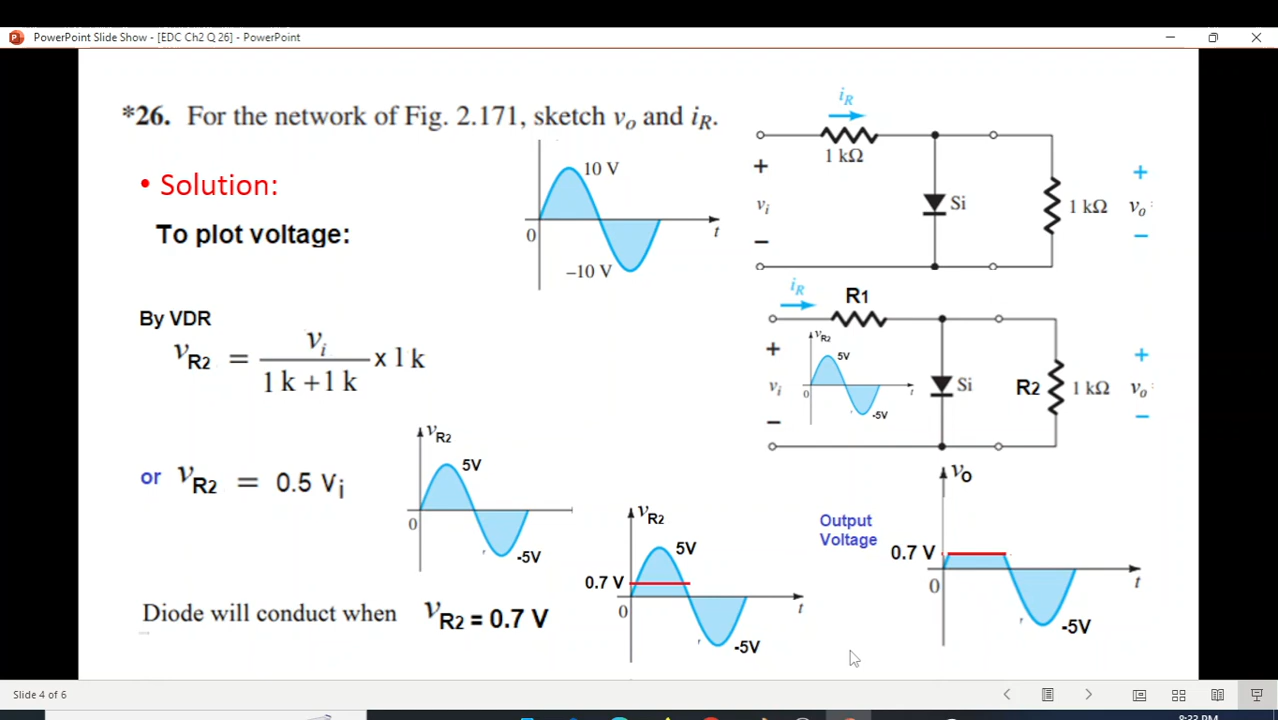 PowerPoint Slide Show - [EDC Ch2 Q 26] - PowerPoint
*26. For the network of Fig. 2.171, sketch vo and iR.
• Solution:
To plot voltage:
10 V
0
t
–10 V
iR
1 kΩ
+
vi
–
Si
1 kΩ
+
vo
–
By VDR
vR2 = vi / 1 k +1 k x 1 k
iR
R1
+
vi
–
vR2
5V
0
t
-5V
Si
R2
1 kΩ
+
vo
–
or vR2 = 0.5 Vi
vR2
5V
0
-5V
vR2
5V
0.7 V
0
t
-5V
Output
Voltage
vo
0.7 V
0
t
-5V
Diode will conduct when vR2 = 0.7 V
Slide 4 of 6